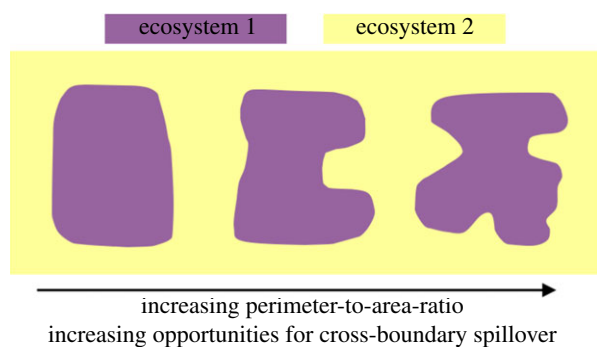 ecosystem 1
ecosystem 2
increasing perimeter-to-area-ratio
increasing opportunities for cross-boundary spillover